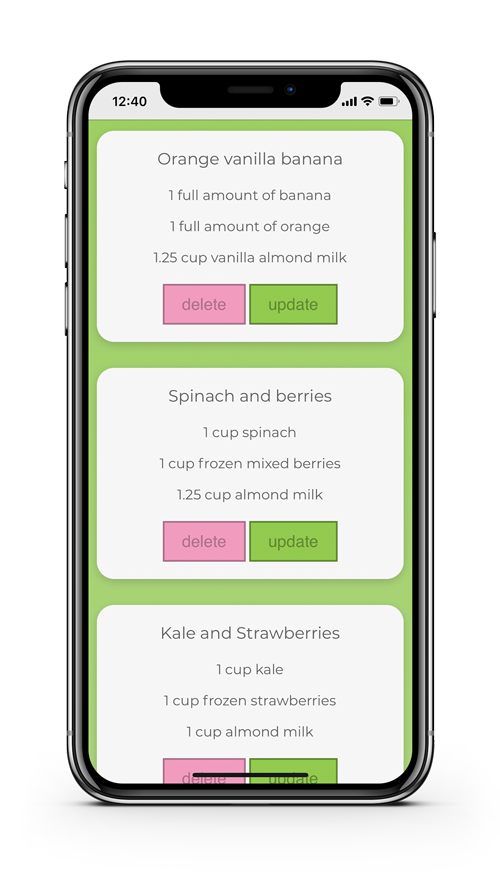 12:40
Orange vanilla banana
1 full amount of banana
1 full amount of orange
1.25 cup vanilla almond milk
delete update
Spinach and berries
1 cup spinach
1 cup frozen mixed berries
1.25 cup almond milk
delete update
Kale and Strawberries
1 cup kale
1 cup frozen strawberries
1 cup almond milk
delete update